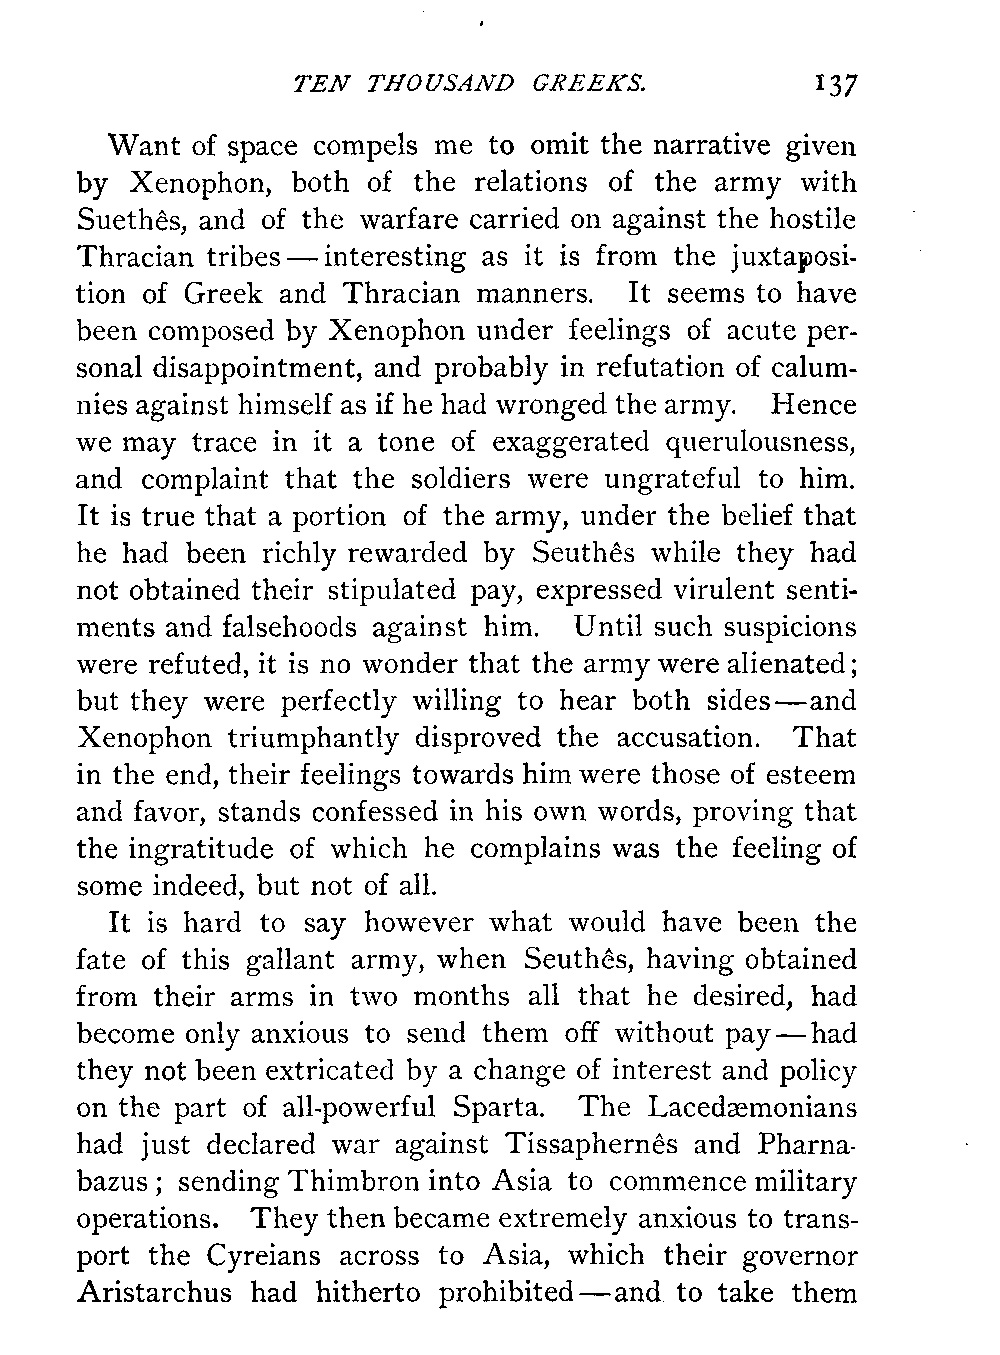 TEN THOUSAND GREEKS. 137
Want of space compels me to omit the narrative given
by Xenophon, both of the relations of the army with
Suethês, and of the warfare carried on against the hostile
Thracian tribes — interesting as it is from the juxtaposi-
tion of Greek and Thracian manners. It seems to have
been composed by Xenophon under feelings of acute per-
sonal disappointment, and probably in refutation of calum-
nies against himself as if he had wronged the army. Hence
we may trace in it a tone of exaggerated querulousness,
and complaint that the soldiers were ungrateful to him.
It is true that a portion of the army, under the belief that
he had been richly rewarded by Seuthês while they had
not obtained their stipulated pay, expressed virulent senti-
ments and falsehoods against him. Until such suspicions
were refuted, it is no wonder that the army were alienated;
but they were perfectly willing to hear both sides—and
Xenophon triumphantly disproved the accusation. That
in the end, their feelings towards him were those of esteem
and favor, stands confessed in his own words, proving that
the ingratitude of which he complains was the feeling of
some indeed, but not of all.
It is hard to say however what would have been the
fate of this gallant army, when Seuthês, having obtained
from their arms in two months all that he desired, had
become only anxious to send them off without pay — had
they not been extricated by a change of interest and policy
on the part of all-powerful Sparta. The Lacedæmonians
had just declared war against Tissaphernês and Pharna-
bazus ; sending Thimbron into Asia to commence military
operations. They then became extremely anxious to trans-
port the Cyreians across to Asia, which their governor
Aristarchus had hitherto prohibited — and to take them